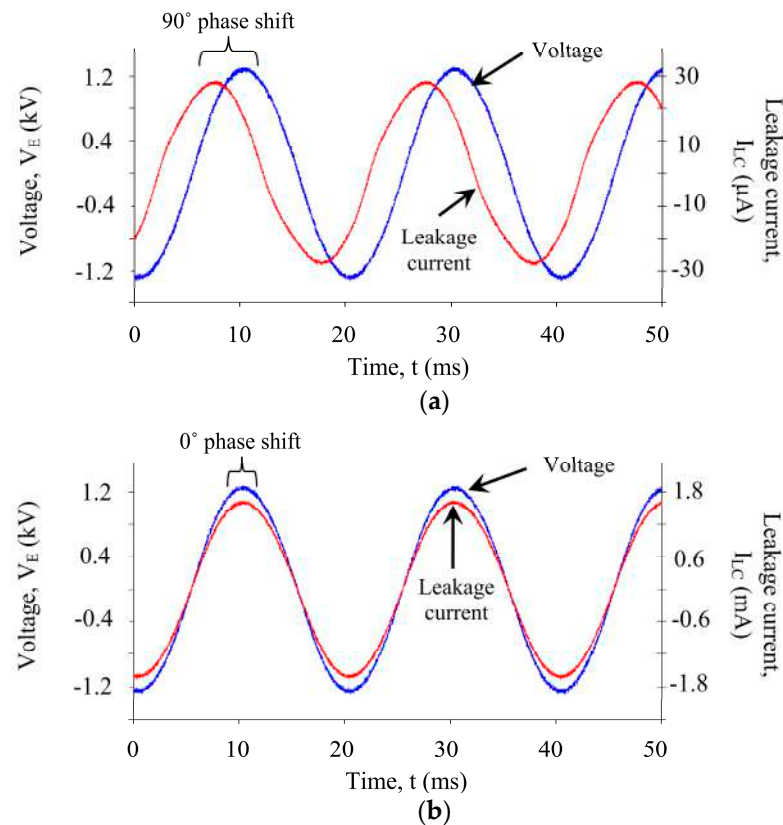 90˚ phase shift
Voltage
1.2
0.4
-0.4
-1.2
Voltage, VE (kV)
30
10
-10
-30
Leakage current,
ILC (μA)
Leakage
current
0
10
20
30
40
50
Time, t (ms)
(a)
0˚ phase shift
Voltage
1.2
0.4
-0.4
-1.2
Voltage, VE (kV)
1.8
0.6
-0.6
-1.8
Leakage current,
ILC (mA)
Leakage
current
0
10
20
30
40
50
Time, t (ms)
(b)